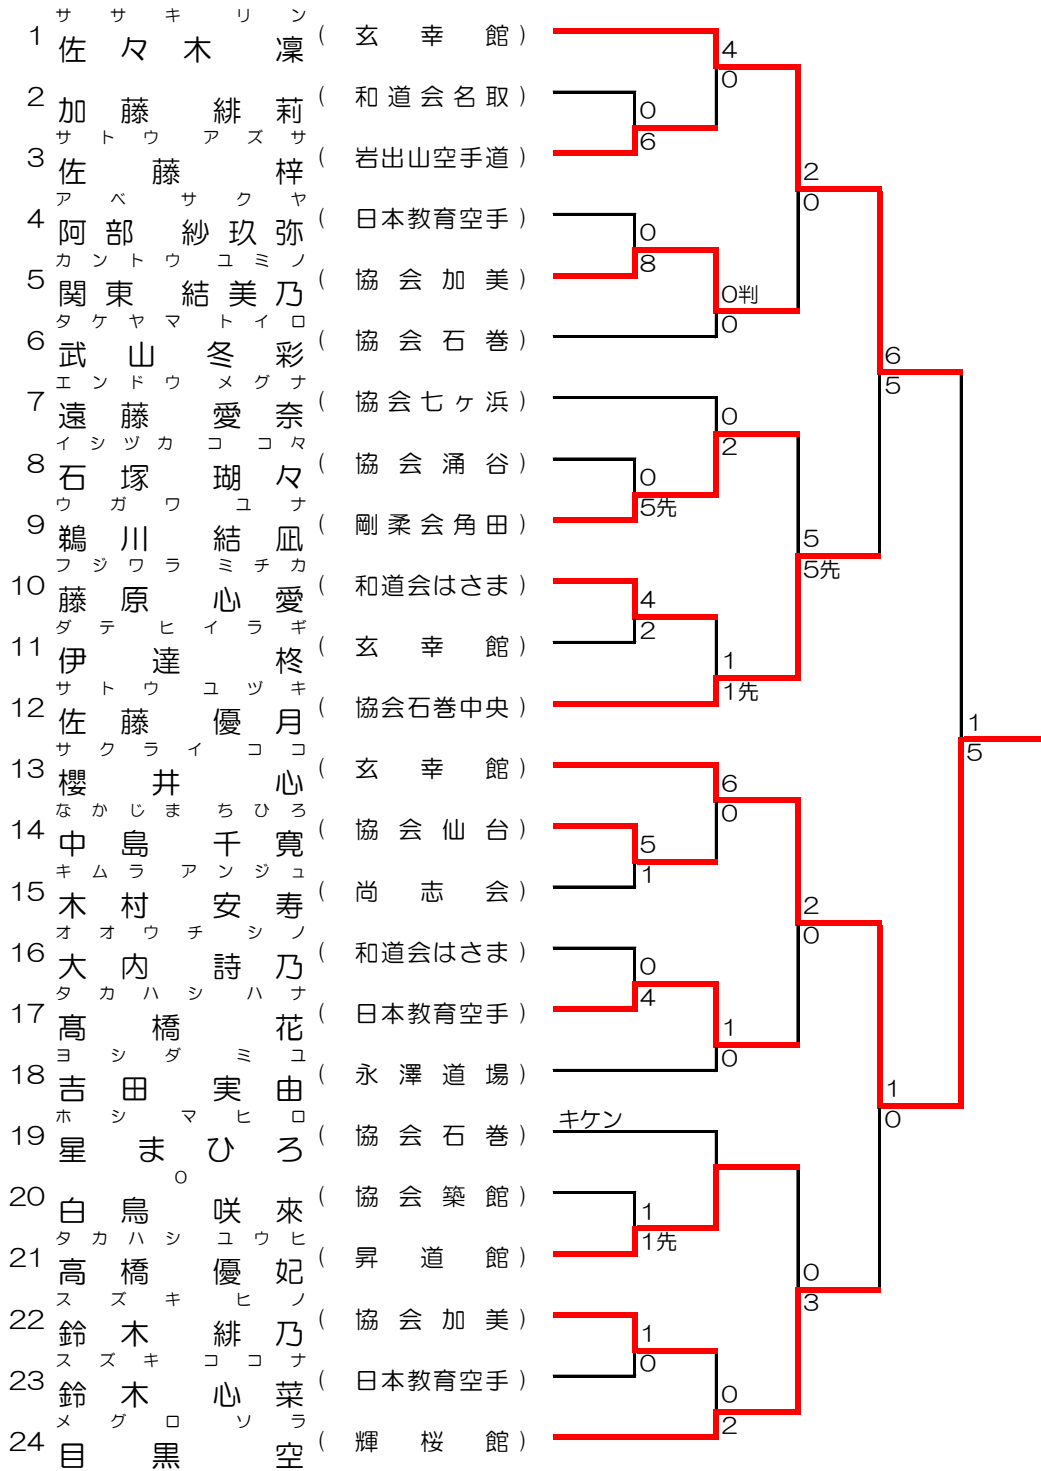 ササキ リン
1 佐々木 凜 ( 玄幸館 )
2 加藤 緋莉 ( 和道会名取 )
サトウ アズサ
3 佐藤 梓 ( 岩出山空手道 )
アベ サクヤ
4 阿部 紗玖弥 ( 日本教育空手 )
カントウ ユミノ
5 関東 結美乃 ( 協会加美 )
タケヤマ トイロ
6 武山 冬彩 ( 協会石巻 )
エンドウ メグナ
7 遠藤 愛奈 ( 協会七ヶ浜 )
イシヅカ ココ々
8 石塚 瑚々 ( 協会涌谷 )
ウガワ ユナ
9 鵜川 結凪 ( 剛柔会角田 )
フジワラ ミチカ
10 藤原 心愛 ( 和道会はさま )
ダテ ヒイラギ
11 伊達 柊 ( 玄幸館 )
サトウ ユヅキ
12 佐藤 優月 ( 協会石巻中央 )
サクライ ココ
13 櫻井 心 ( 玄幸館 )
なかじま ちひろ
14 中島 千寛 ( 協会仙台 )
キムラ アンジュ
15 木村 安寿 ( 尚志会 )
オオウチ シノ
16 大内 詩乃 ( 和道会はさま )
タカハシ ハナ
17 髙橋 花 ( 日本教育空手 )
ヨシダ ミユ
18 吉田 実由 ( 永澤道場 )
ホシ マヒロ
19 星 まひろ ( 協会石巻 )
0
20 白鳥 咲來 ( 協会築館 )
タカハシ ユウヒ
21 高橋 優妃 ( 昇道館 )
スズキ ヒノ
22 鈴木 緋乃 ( 協会加美 )
スズキ ココナ
23 鈴木 心菜 ( 日本教育空手 )
メグロ ソラ
24 目黒 空 ( 輝桜館 )
0
6
0
8
0
5先
4
2
5
1
0
4
キケン
1
1先
1
0
4
0
0判
0
0
2
1
1先
6
0
1
0
0
2
2
0
5
5先
2
0
0
3
6
5
1
0
1
5